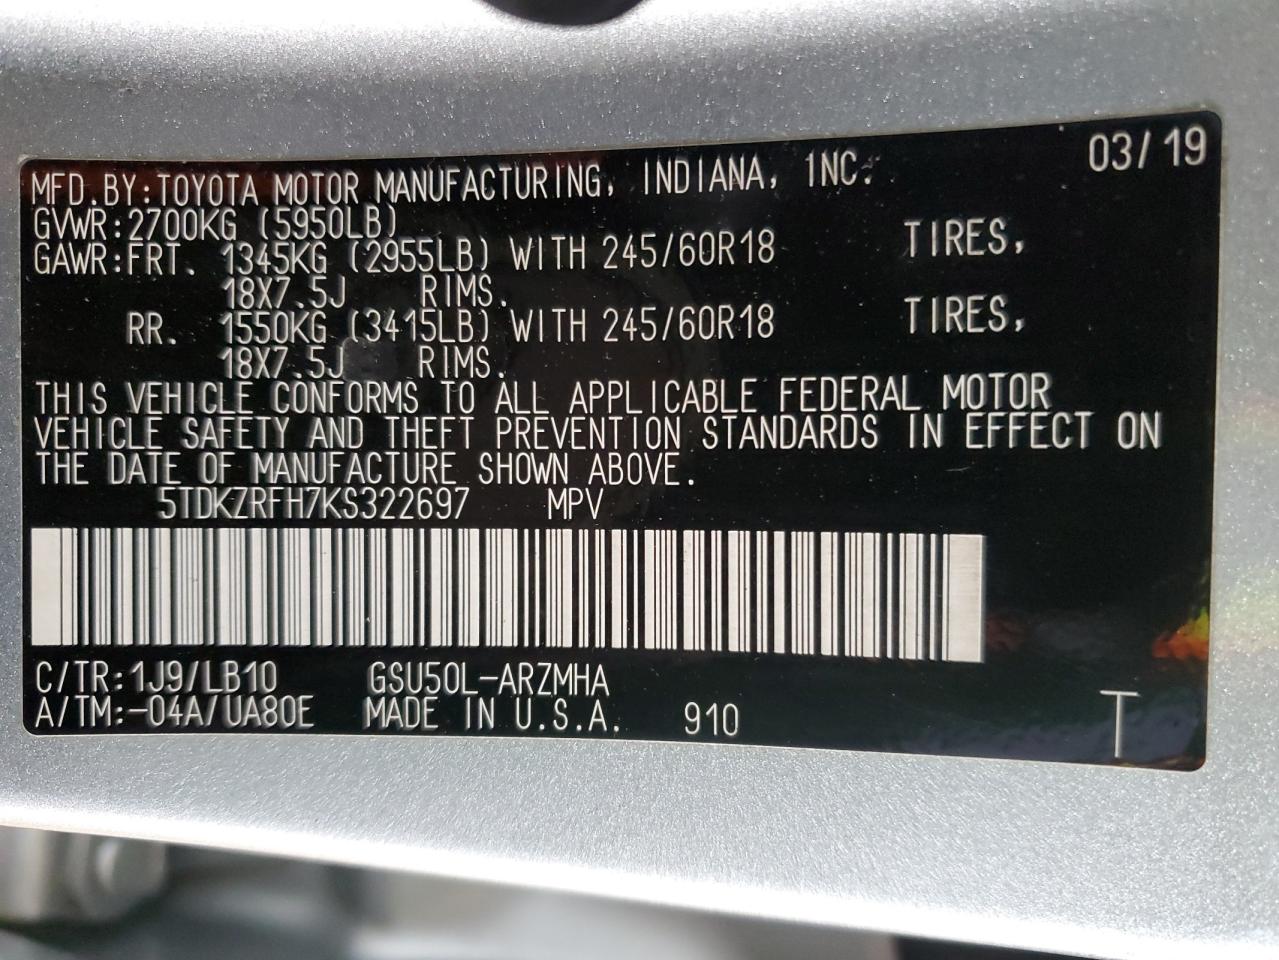 03/19
MFD.BY:TOYOTA MOTOR MANUFACTURING, INDIANA, INC.
GVWR:2700KG (5950LB)
GAWR:FRT. 1345KG (2955LB) WITH 245/60R18 TIRES,
18X7.5J RIMS.
RR. 1550KG (3415LB) WITH 245/60R18 TIRES,
18X7.5J RIMS.
THIS VEHICLE CONFORMS TO ALL APPLICABLE FEDERAL MOTOR
VEHICLE SAFETY AND THEFT PREVENTION STANDARDS IN EFFECT ON
THE DATE OF MANUFACTURE SHOWN ABOVE.
5TDKZRFH7KS322697 MPV
C/TR:1J9/LB10 GSU50L-ARZMHA
A/TM:-04A/UA80E MADE IN U.S.A. 910 T